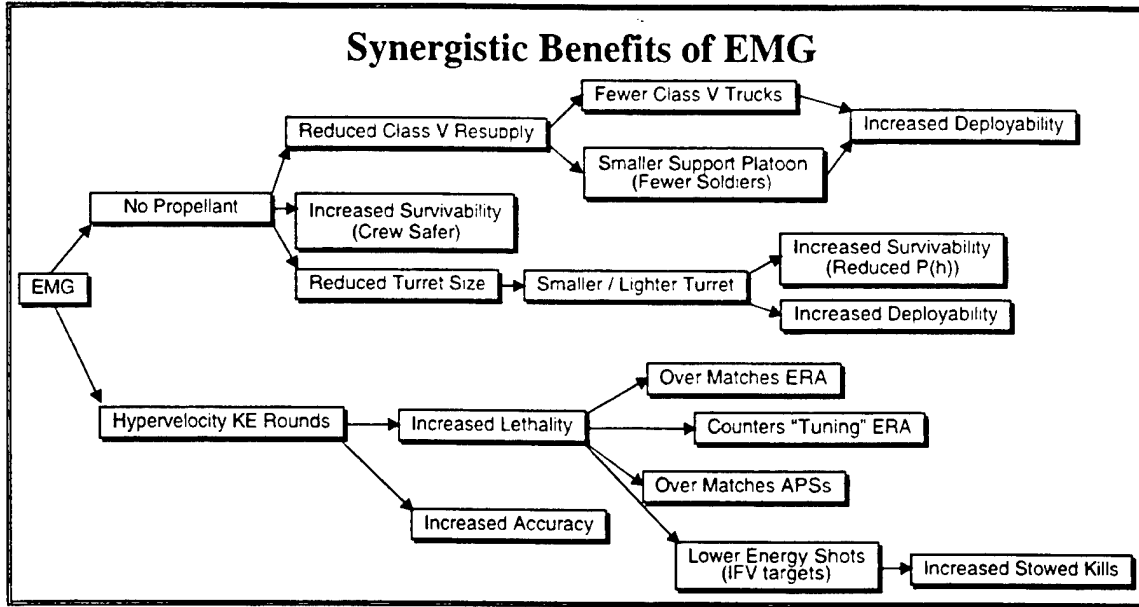 Synergistic Benefits of EMG
Fewer Class V Trucks
Reduced Class V Resupply
Increased Deployability
Smaller Support Platoon
(Fewer Soldiers)
No Propellant
Increased Survivability
(Crew Safer)
Increased Survivability
(Reduced P(h))
EMG
Reduced Turret Size
Smaller / Lighter Turret
Increased Deployability
Over Matches ERA
Hypervelocity KE Rounds
Increased Lethality
Counters "Tuning" ERA
Over Matches APSs
Increased Accuracy
Lower Energy Shots
(IFV targets)
Increased Stowed Kills